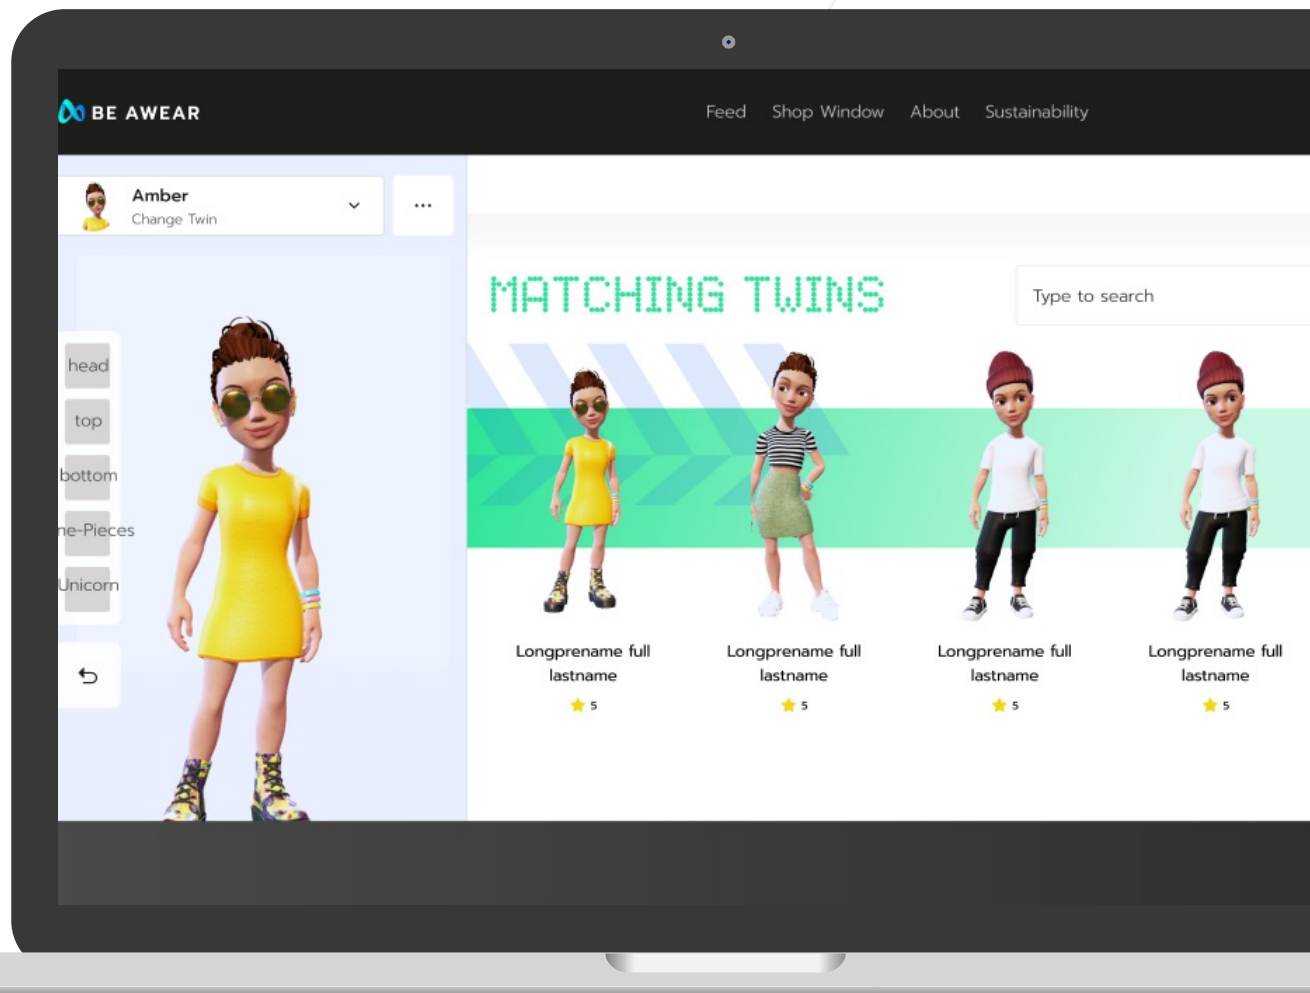 BE AWEAR
Feed Shop Window About Sustainability
Amber
Change Twin
MATCHING TWINS
Type to search
head
top
bottom
ne-Pieces
Unicorn
Longprename full
lastname
5
Longprename full
lastname
5
Longprename full
lastname
5
Longprename full
lastname
5